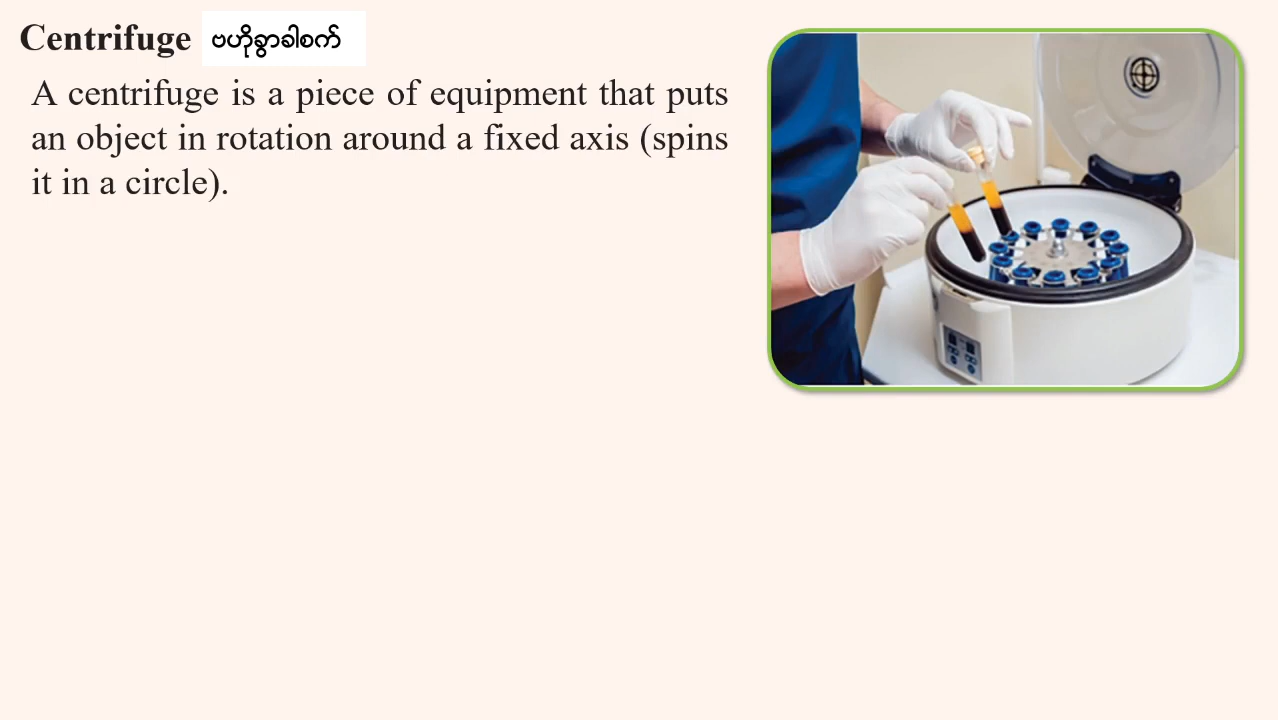 Centrifuge ဗဟိုခွာခါစက်
A centrifuge is a piece of equipment that puts
an object in rotation around a fixed axis (spins
it in a circle).